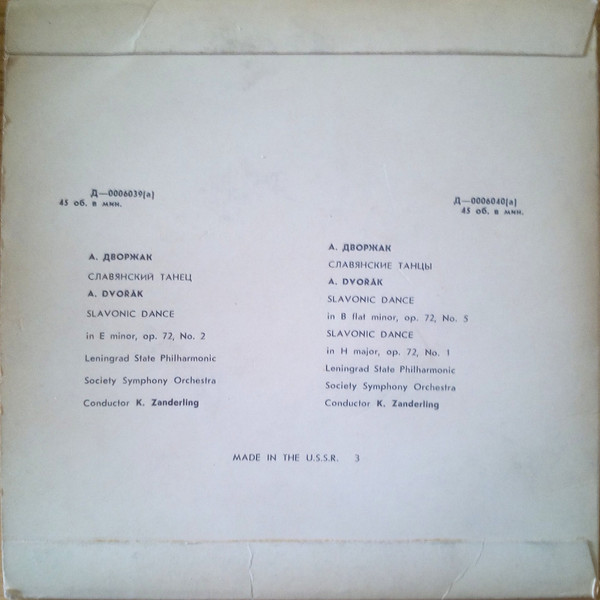 Д—0006039(а)
45 об. в мин.
А. ДВОРЖАК
СЛАВЯНСКИЙ ТАНЕЦ
A. DVOŘÁK
SLAVONIC DANCE
in E minor, op. 72, No. 2
Leningrad State Philharmonic
Society Symphony Orchestra
Conductor K. Zanderling
Д—0006040(а)
45 об. в мин.
А. ДВОРЖАК
СЛАВЯНСКИЕ ТАНЦЫ
A. DVOŘÁK
SLAVONIC DANCE
in B flat minor, op. 72, No. 5
SLAVONIC DANCE
in H major, op. 72, No. 1
Leningrad State Philharmonic
Society Symphony Orchestra
Conductor K. Zanderling
MADE IN THE U.S.S.R. 3